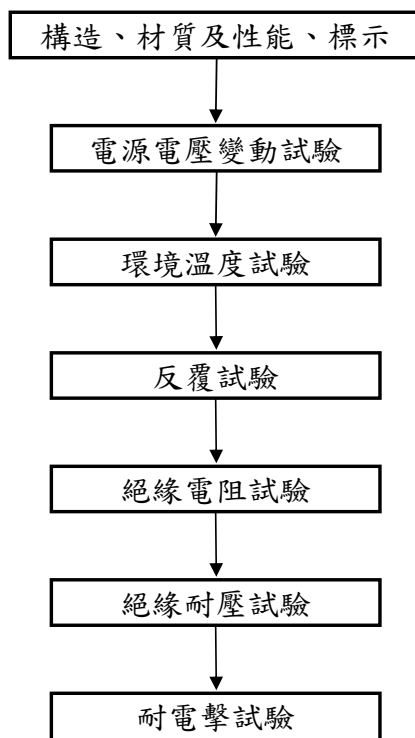 構造、材質及性能、標示
電源電壓變動試驗
環境溫度試驗
反覆試驗
絕緣電阻試驗
絕緣耐壓試驗
耐電擊試驗